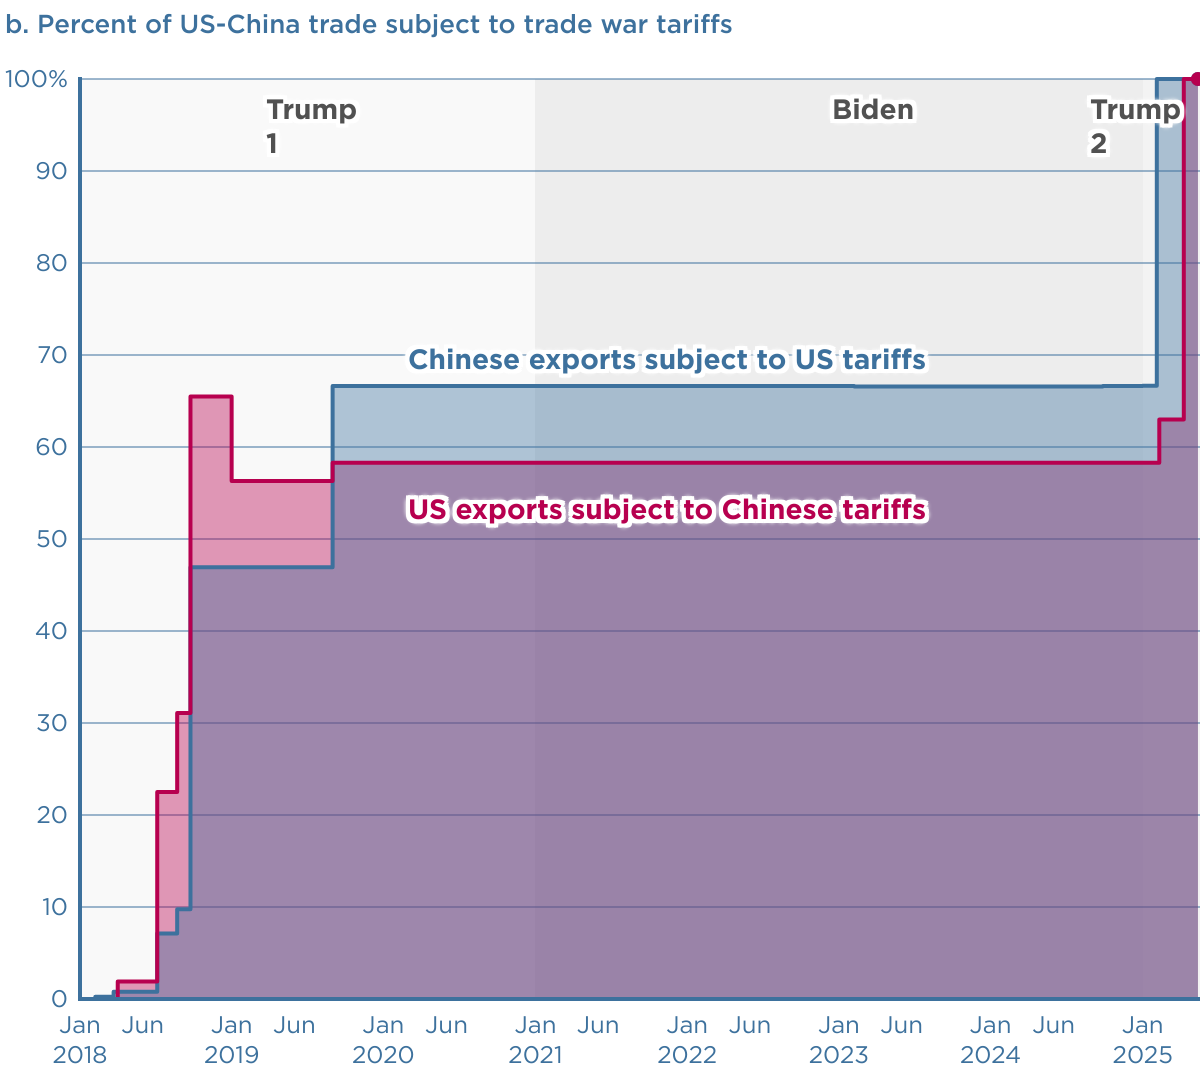 b. Percent of US-China trade subject to trade war tariffs
100%
Trump
1
Biden
Trump
2
90
80
70
Chinese exports subject to US tariffs
60
US exports subject to Chinese tariffs
50
40
30
20
10
0
Jan Jun Jan Jun Jan Jun Jan Jun Jan Jun Jan Jun Jan Jun Jan
2018 2019 2020 2021 2022 2023 2024 2025